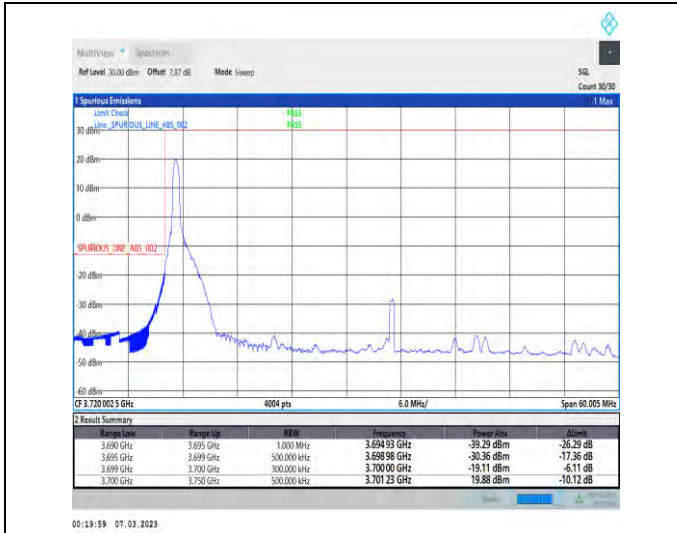 MultiView Spectrum
Ref Level 30.00 dBm Offset 7.87 dB Mode Sweep SGL
Count 30/30
1 Spurious Emissions 1 Max
Limit Check PASS
Line _SPURIOUS_LINE_ABS_002 PASS
30 dBm
20 dBm
10 dBm
0 dBm
_SPURIOUS_LINE_ABS_002
-20 dBm
-30 dBm
-40 dBm
-50 dBm
-60 dBm
CF 3.720 002 5 GHz 4004 pts 6.0 MHz/ Span 60.005 MHz
2 Result Summary
Range Low Range Up RBW Frequency Power Abs ΔLimit
3.690 GHz 3.695 GHz 1.000 MHz 3.694 93 GHz -39.29 dBm -26.29 dB
3.695 GHz 3.699 GHz 500.000 kHz 3.698 98 GHz -30.36 dBm -17.36 dB
3.699 GHz 3.700 GHz 300.000 kHz 3.700 00 GHz -19.11 dBm -6.11 dB
3.700 GHz 3.750 GHz 500.000 kHz 3.701 23 GHz 19.88 dBm -10.12 dB
00:19:59 07.03.2023